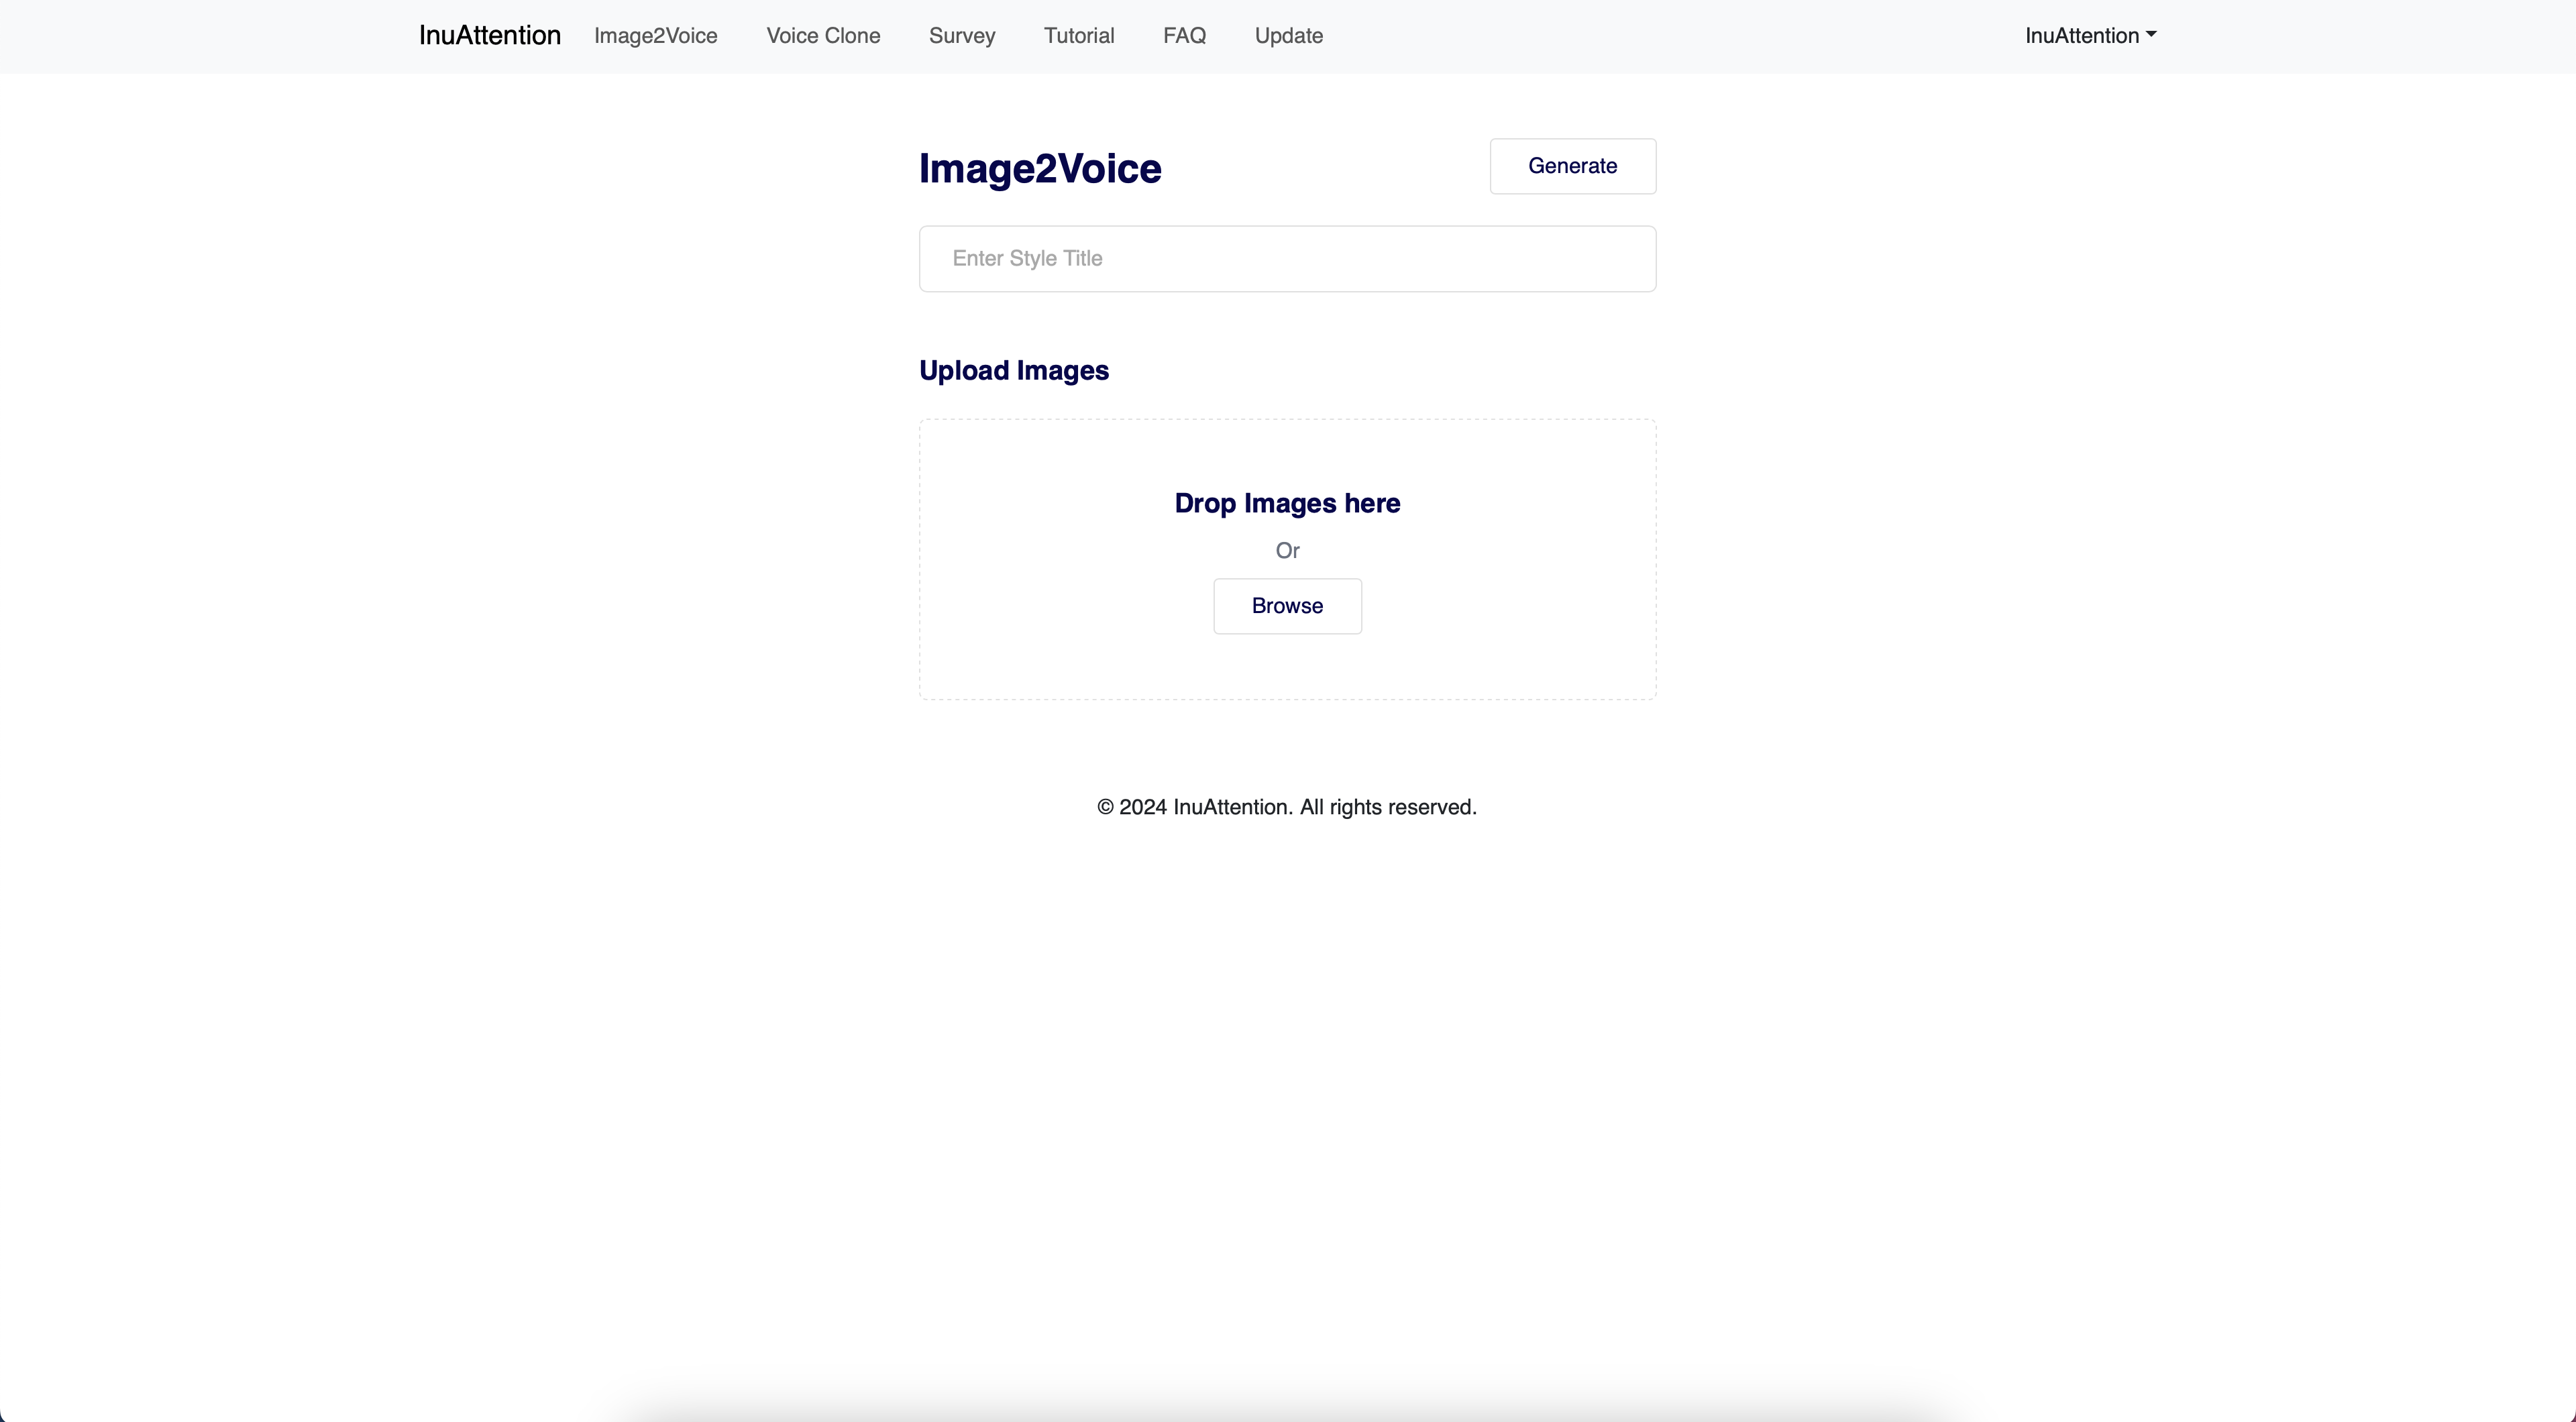 InuAttention Image2Voice Voice Clone Survey Tutorial FAQ Update InuAttention
Image2Voice Generate
Enter Style Title
Upload Images
Drop Images here
Or
Browse
© 2024 InuAttention. All rights reserved.